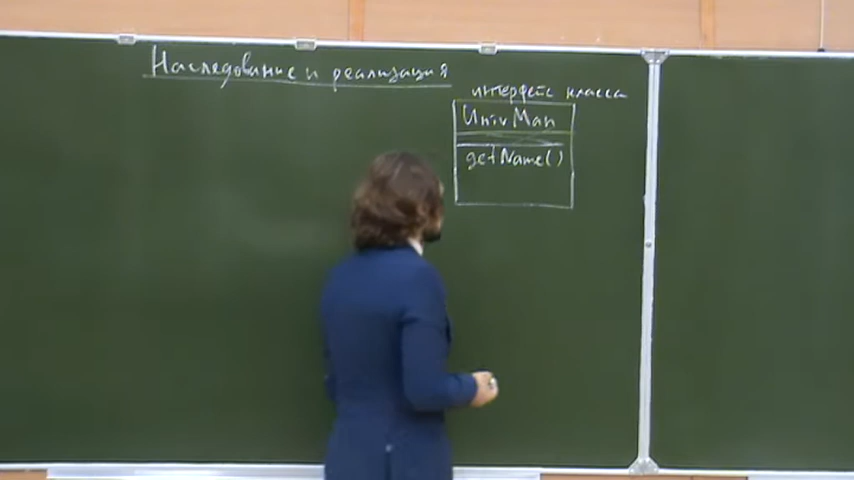 Наследование и реализация
интерфейс класса
UnivMan
getName()